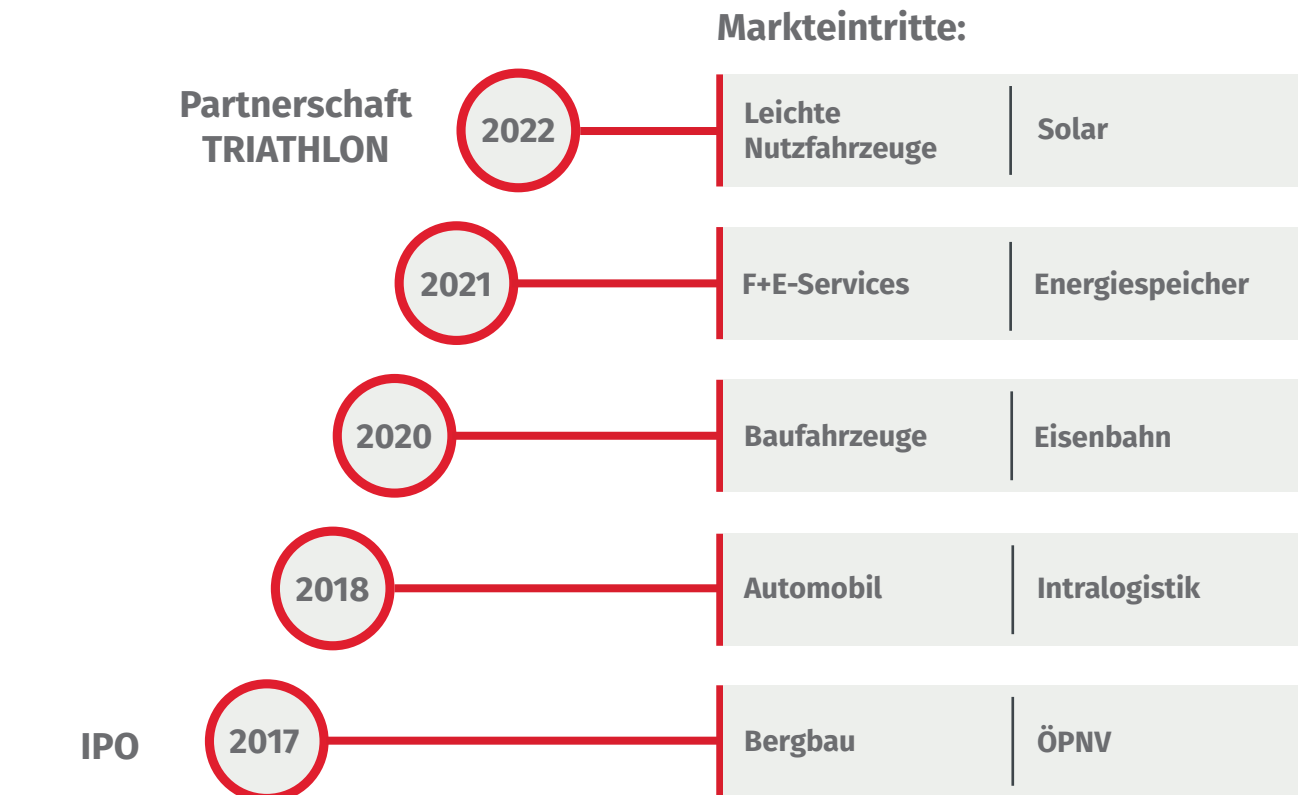 Markteintritte:
Partnerschaft
TRIATHLON
2022
Leichte
Nutzfahrzeuge
Solar
2021
F+E-Services
Energiespeicher
2020
Baufahrzeuge
Eisenbahn
2018
Automobil
Intralogistik
IPO
2017
Bergbau
ÖPNV